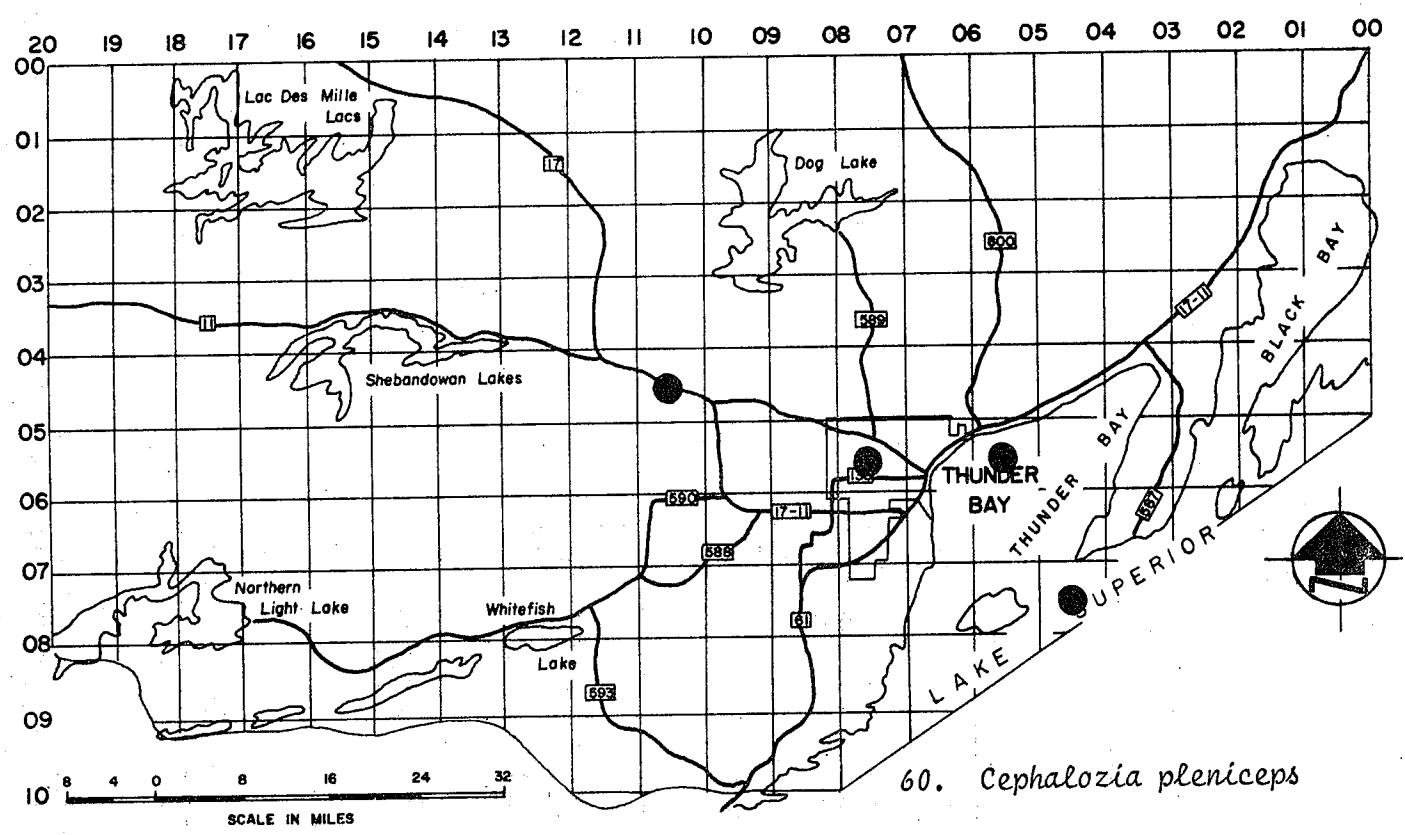 20 19 18 17 16 15 14 13 12 11 10 09 08 07 06 05 04 03 02 01 00
00
01
02
03
04
05
06
07
08
09
10
Lac Des Mille
Lacs
17
Dog Lake
800
589
17-11
BLACK BAY
11
Shebandowan Lakes
THUNDER
BAY
THUNDER BAY
590
17-11
588
587
Northern
Light Lake
Whitefish
Lake
61
593
LAKE SUPERIOR
8 4 0 8 16 24 32
SCALE IN MILES
60. Cephalozia pleniceps